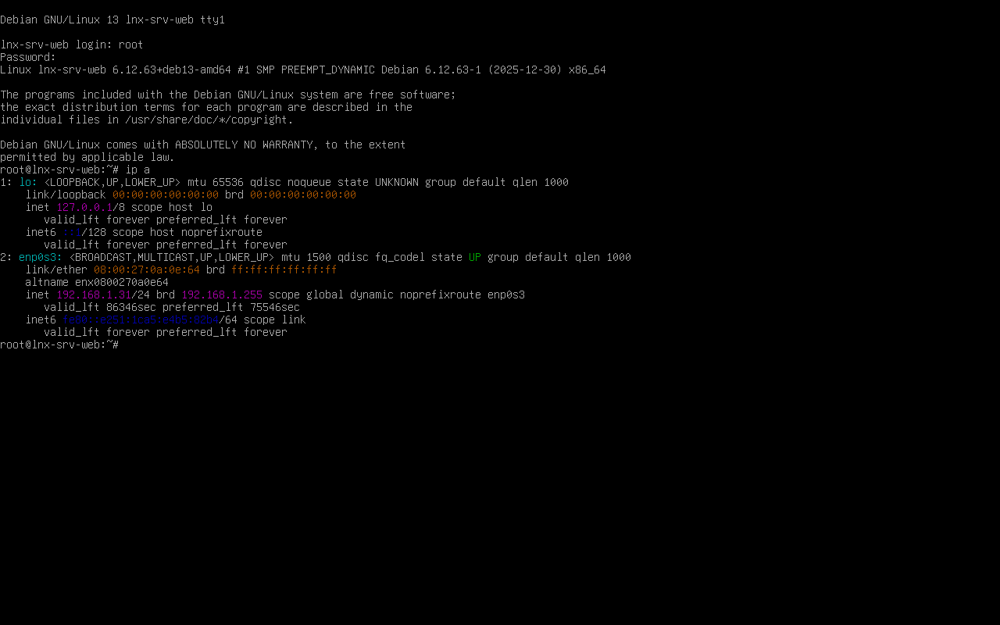 Debian GNU/Linux 13 lnx-srv-web tty1
lnx-srv-web login: root
Password:
Linux lnx-srv-web 6.12.63+deb13-amd64 #1 SMP PREEMPT_DYNAMIC Debian 6.12.63-1 (2025-12-30) x86_64
The programs included with the Debian GNU/Linux system are free software;
the exact distribution terms for each program are described in the
individual files in /usr/share/doc/*/copyright.
Debian GNU/Linux comes with ABSOLUTELY NO WARRANTY, to the extent
permitted by applicable law.
root@lnx-srv-web:~# ip a
1: lo: <LOOPBACK,UP,LOWER_UP> mtu 65536 qdisc noqueue state UNKNOWN group default qlen 1000
    link/loopback 00:00:00:00:00:00 brd 00:00:00:00:00:00
    inet 127.0.0.1/8 scope host lo
       valid_lft forever preferred_lft forever
    inet6 ::1/128 scope host noprefixroute
       valid_lft forever preferred_lft forever
2: enp0s3: <BROADCAST,MULTICAST,UP,LOWER_UP> mtu 1500 qdisc fq_codel state UP group default qlen 1000
    link/ether 08:00:27:0a:0e:64 brd ff:ff:ff:ff:ff:ff
    altname enx0800270a0e64
    inet 192.168.1.31/24 brd 192.168.1.255 scope global dynamic noprefixroute enp0s3
       valid_lft 86346sec preferred_lft 75546sec
    inet6 fe80::e251:1ca5:e4b5:82b4/64 scope link
       valid_lft forever preferred_lft forever
root@lnx-srv-web:~#